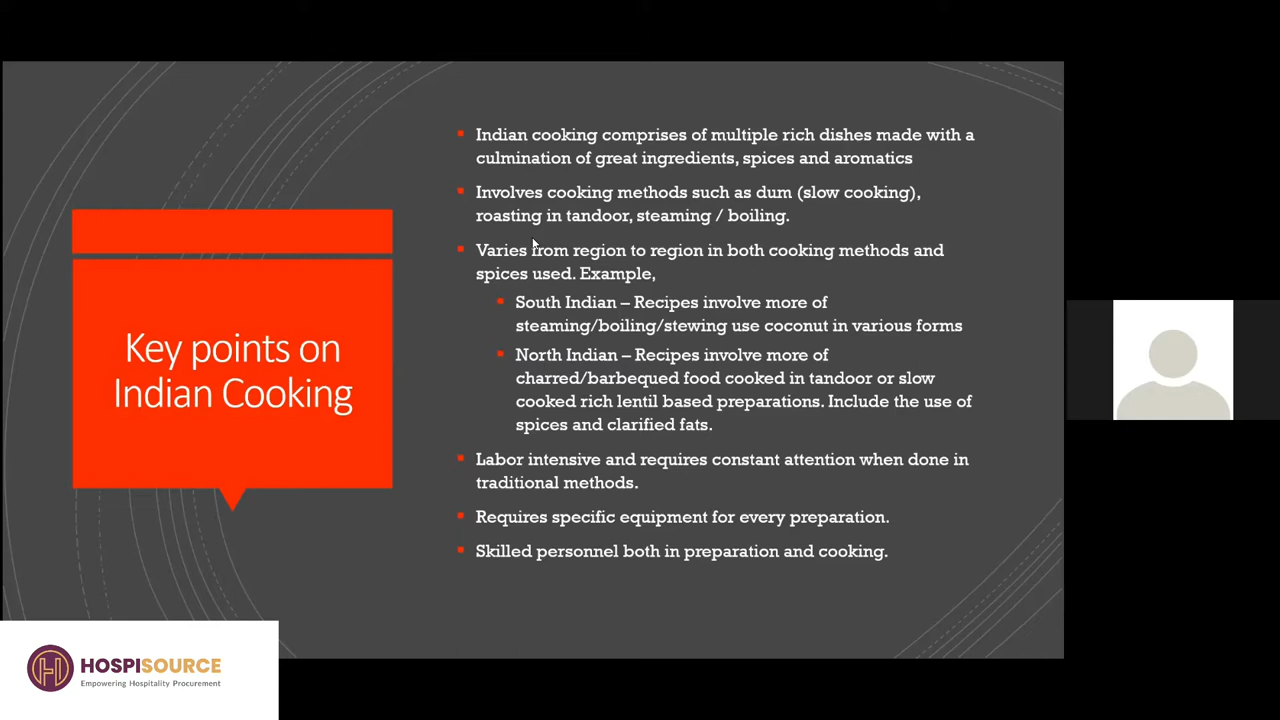 Key points on
Indian Cooking
Indian cooking comprises of multiple rich dishes made with a
culmination of great ingredients, spices and aromatics
Involves cooking methods such as dum (slow cooking),
roasting in tandoor, steaming / boiling.
Varies from region to region in both cooking methods and
spices used. Example,
South Indian – Recipes involve more of
steaming/boiling/stewing use coconut in various forms
North Indian – Recipes involve more of
charred/barbequed food cooked in tandoor or slow
cooked rich lentil based preparations. Include the use of
spices and clarified fats.
Labor intensive and requires constant attention when done in
traditional methods.
Requires specific equipment for every preparation.
Skilled personnel both in preparation and cooking.
HOSPISOURCE
Empowering Hospitality Procurement